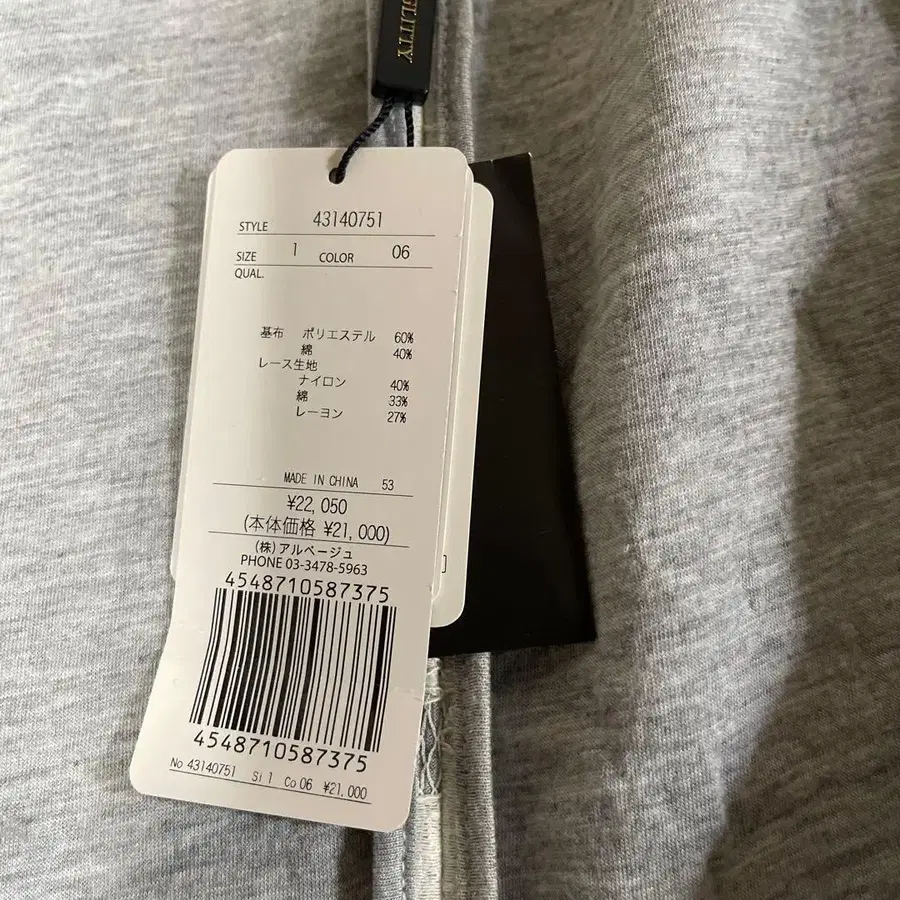 GLITTY
STYLE 43140751
SIZE 1 COLOR 06
QUAL.
基布 ポリエステル 60%
綿 40%
レース生地
ナイロン 40%
綿 33%
レーヨン 27%
MADE IN CHINA 53
¥22,050
(本体価格 ¥21,000)
(株)アルページュ
PHONE 03-3478-5963
4548710587375
4548710587375
No 43140751 Si 1 Co 06 ¥21,000